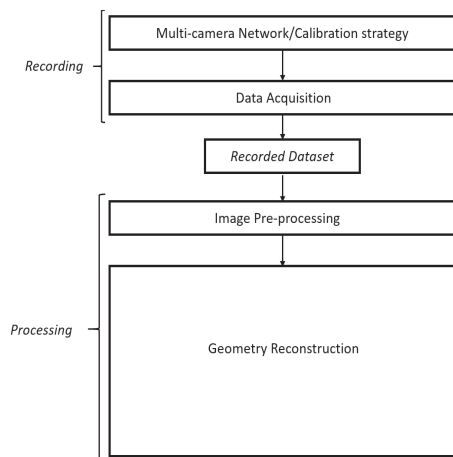 Multi-camera Network/Calibration strategy
Recording
Data Acquisition
Recorded Dataset
Image Pre-processing
Processing
Geometry Reconstruction